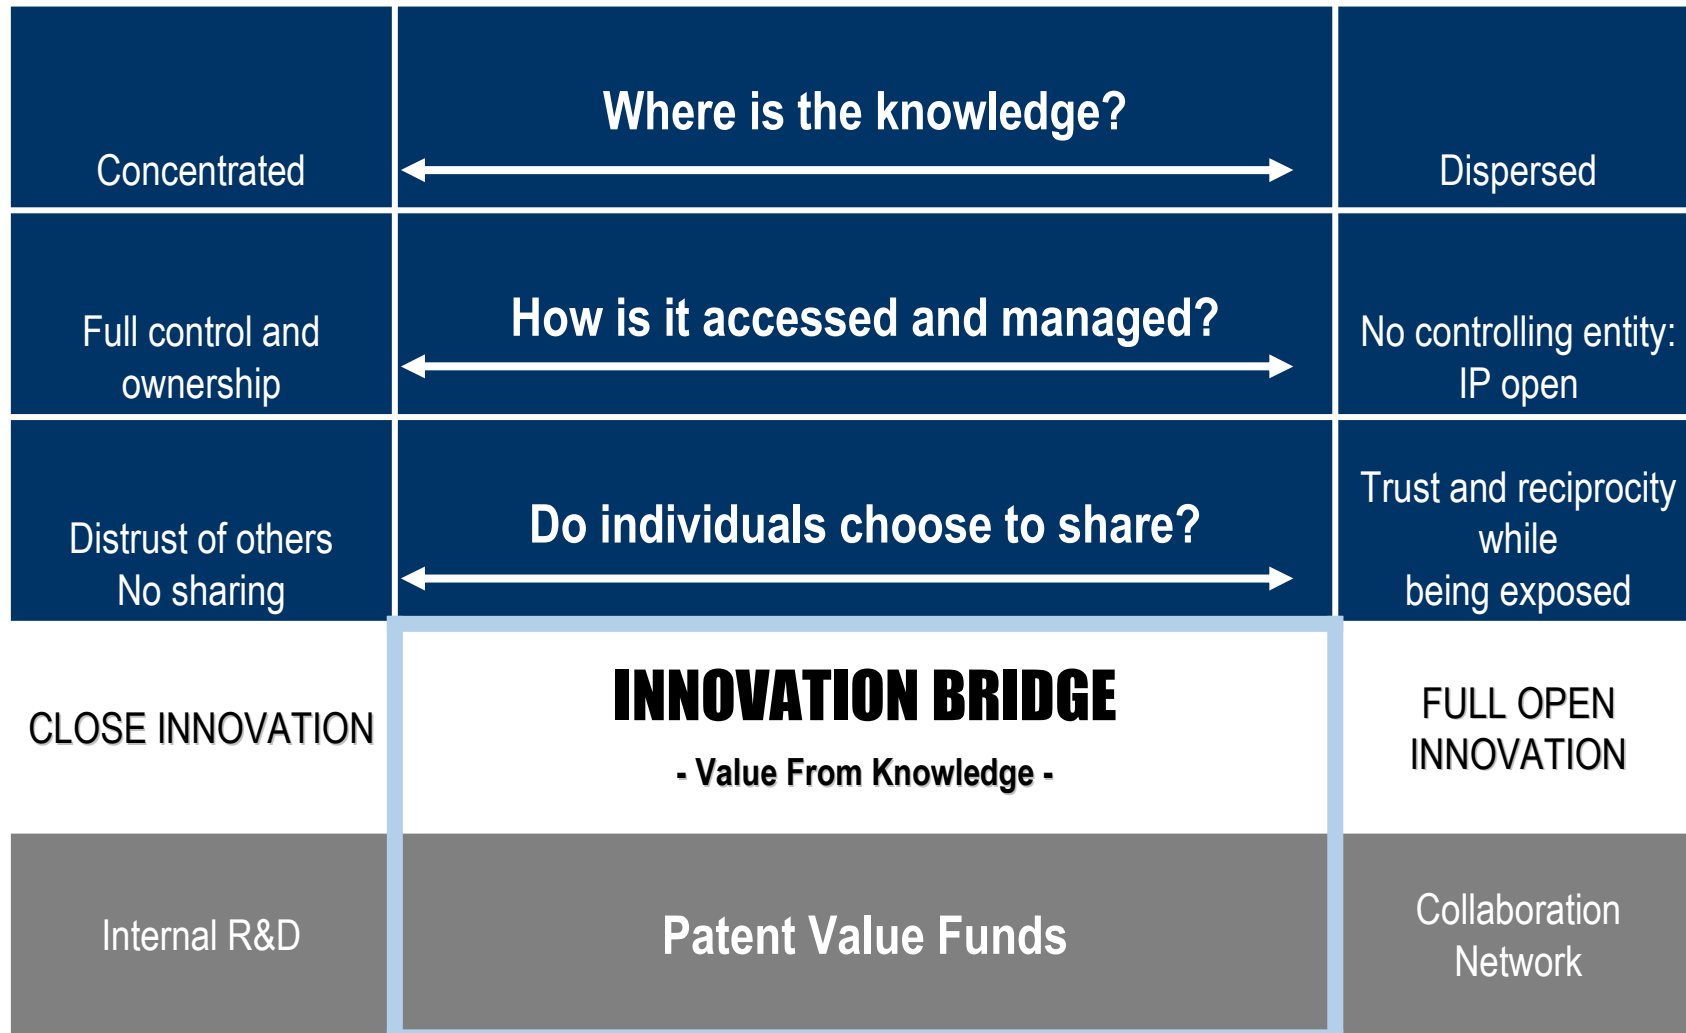 Where is the knowledge?
Concentrated
Dispersed
How is it accessed and managed?
Full control and
ownership
No controlling entity:
IP open
Do individuals choose to share?
Distrust of others
No sharing
Trust and reciprocity
while
being exposed
CLOSE INNOVATION
INNOVATION BRIDGE
- Value From Knowledge -
FULL OPEN
INNOVATION
Internal R&D
Patent Value Funds
Collaboration
Network